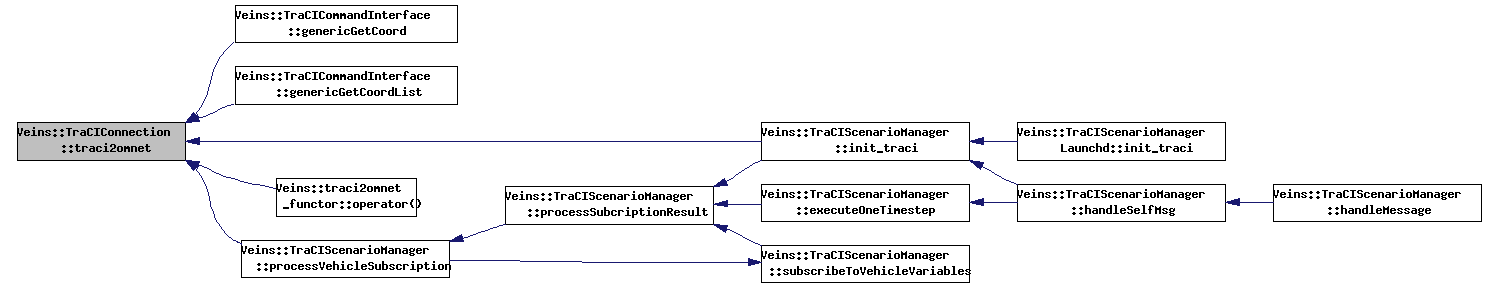 Veins::TraCICommandInterface
::genericGetCoord
Veins::TraCICommandInterface
::genericGetCoordList
Veins::TraCIConnection
::traci2omnet
Veins::TraCIScenarioManager
::init_traci
Veins::TraCIScenarioManager
Launchd::init_traci
Veins::traci2omnet
_functor::operator()
Veins::TraCIScenarioManager
::processSubcriptionResult
Veins::TraCIScenarioManager
::executeOneTimestep
Veins::TraCIScenarioManager
::handleSelfMsg
Veins::TraCIScenarioManager
::handleMessage
Veins::TraCIScenarioManager
::processVehicleSubscription
Veins::TraCIScenarioManager
::subscribeToVehicleVariables